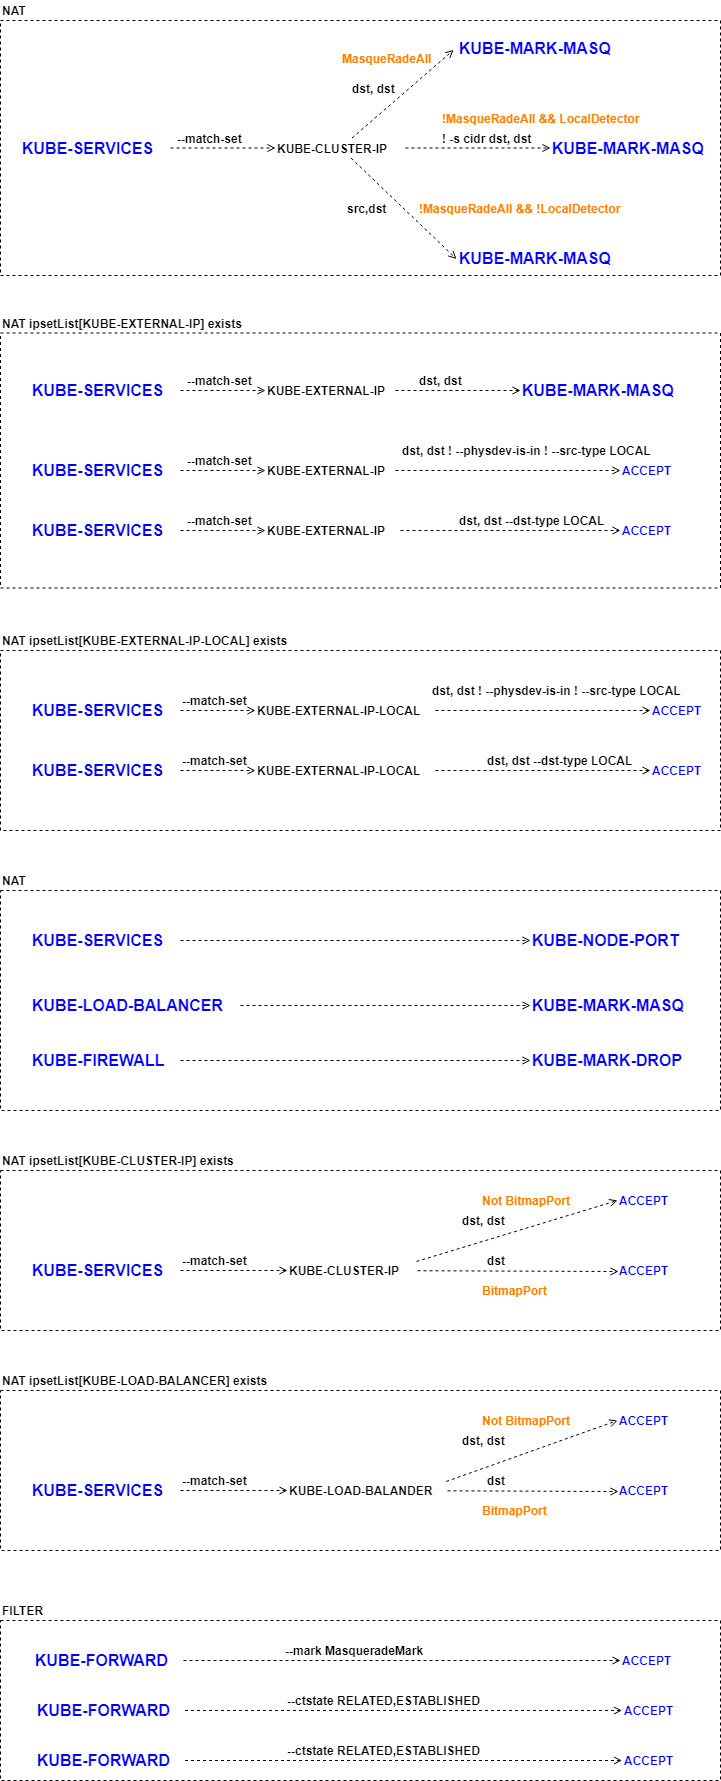 NAT
MasqueRadeAll
KUBE-MARK-MASQ
dst, dst
!MasqueRadeAll && LocalDetector
KUBE-SERVICES
--match-set
KUBE-CLUSTER-IP
! -s cidr dst, dst
KUBE-MARK-MASQ
src,dst
!MasqueRadeAll && !LocalDetector
KUBE-MARK-MASQ
NAT ipsetList[KUBE-EXTERNAL-IP] exists
KUBE-SERVICES
--match-set
KUBE-EXTERNAL-IP
dst, dst
KUBE-MARK-MASQ
KUBE-SERVICES
--match-set
KUBE-EXTERNAL-IP
dst, dst ! --physdev-is-in ! --src-type LOCAL
ACCEPT
KUBE-SERVICES
--match-set
KUBE-EXTERNAL-IP
dst, dst --dst-type LOCAL
ACCEPT
NAT ipsetList[KUBE-EXTERNAL-IP-LOCAL] exists
KUBE-SERVICES
--match-set
KUBE-EXTERNAL-IP-LOCAL
dst, dst ! --physdev-is-in ! --src-type LOCAL
ACCEPT
KUBE-SERVICES
--match-set
KUBE-EXTERNAL-IP-LOCAL
dst, dst --dst-type LOCAL
ACCEPT
NAT
KUBE-SERVICES
KUBE-NODE-PORT
KUBE-LOAD-BALANCER
KUBE-MARK-MASQ
KUBE-FIREWALL
KUBE-MARK-DROP
NAT ipsetList[KUBE-CLUSTER-IP] exists
Not BitmapPort
ACCEPT
dst, dst
KUBE-SERVICES
--match-set
KUBE-CLUSTER-IP
dst
ACCEPT
BitmapPort
NAT ipsetList[KUBE-LOAD-BALANCER] exists
Not BitmapPort
ACCEPT
dst, dst
KUBE-SERVICES
--match-set
KUBE-LOAD-BALANDER
dst
ACCEPT
BitmapPort
FILTER
KUBE-FORWARD
--mark MasqueradeMark
ACCEPT
KUBE-FORWARD
--ctstate RELATED,ESTABLISHED
ACCEPT
KUBE-FORWARD
--ctstate RELATED,ESTABLISHED
ACCEPT